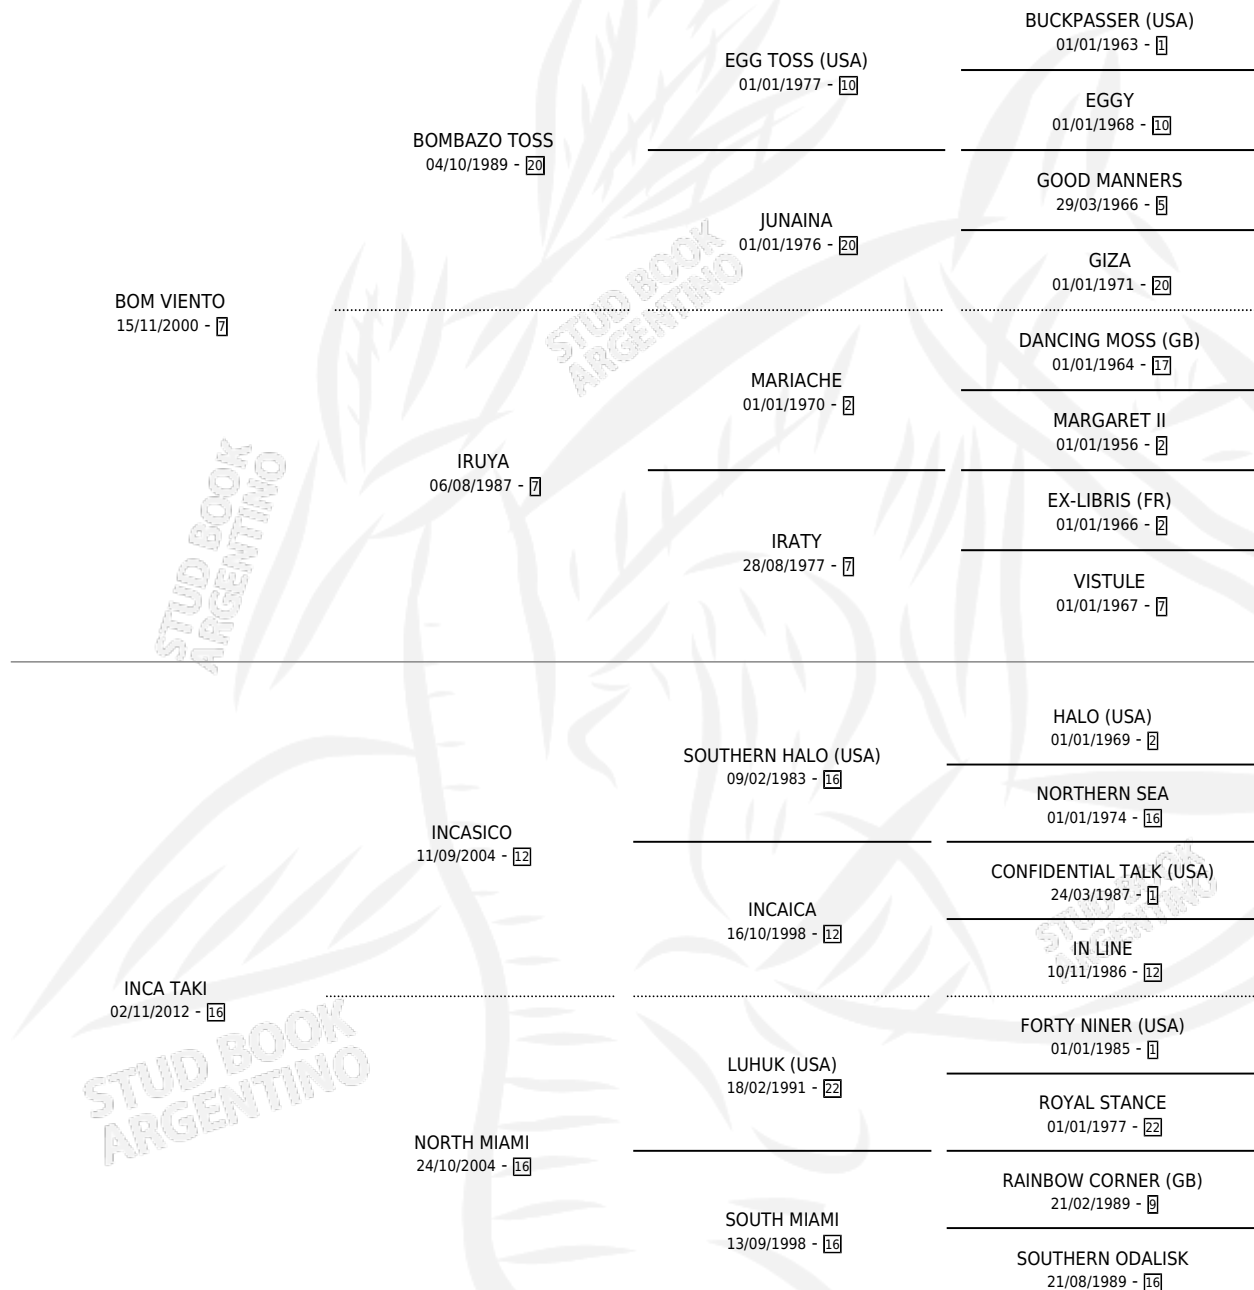 BUCKPASSER (USA)
01/01/1963 - 1
EGG TOSS (USA)
01/01/1977 - 10
EGGY
01/01/1968 - 10
BOMBAZO TOSS
04/10/1989 - 20
GOOD MANNERS
29/03/1966 - 5
JUNAINA
01/01/1976 - 20
GIZA
01/01/1971 - 20
BOM VIENTO
15/11/2000 - 7
STUD BOOK
ARGENTINO
DANCING MOSS (GB)
01/01/1964 - 17
MARIACHE
01/01/1970 - 2
MARGARET II
01/01/1956 - 2
IRUYA
06/08/1987 - 7
EX-LIBRIS (FR)
01/01/1966 - 2
IRATY
28/08/1977 - 7
VISTULE
01/01/1967 - 7
STUD BOOK
ARGENTINO
HALO (USA)
01/01/1969 - 2
SOUTHERN HALO (USA)
09/02/1983 - 16
NORTHERN SEA
01/01/1974 - 16
INCASICO
11/09/2004 - 12
CONFIDENTIAL TALK (USA)
24/03/1987 - 1
INCAICA
16/10/1998 - 12
IN LINE
10/11/1986 - 12
STUD BOOK
ARGENTINO
INCA TAKI
02/11/2012 - 16
STUD BOOK
ARGENTINO
FORTY NINER (USA)
01/01/1985 - 1
LUHUK (USA)
18/02/1991 - 22
ROYAL STANCE
01/01/1977 - 22
NORTH MIAMI
24/10/2004 - 16
RAINBOW CORNER (GB)
21/02/1989 - 9
SOUTH MIAMI
13/09/1998 - 16
SOUTHERN ODALISK
21/08/1989 - 16